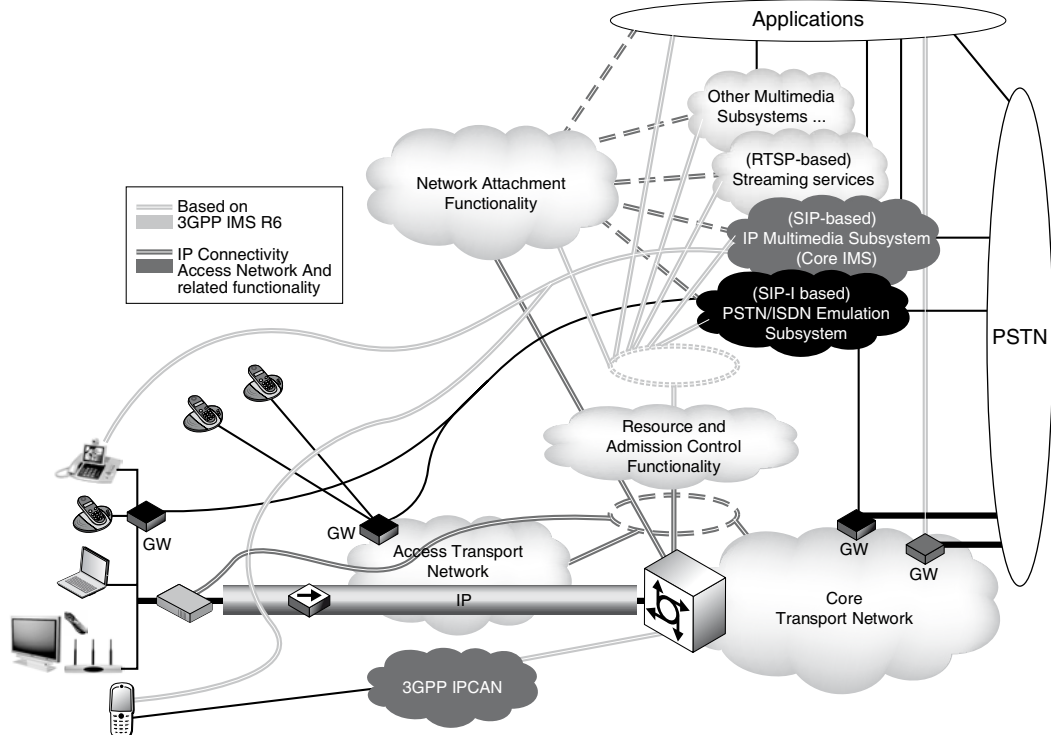 Applications
Other Multimedia
Subsystems ...
(RTSP-based)
Streaming services
Network Attachment
Functionality
Based on
3GPP IMS R6
IP Connectivity
Access Network And
related functionality
(SIP-based)
IP Multimedia Subsystem
(Core IMS)
(SIP-I based)
PSTN/ISDN Emulation
Subsystem
PSTN
Resource and
Admission Control
Functionality
GW
GW
Access Transport
Network
GW
GW
IP
Core
Transport Network
3GPP IPCAN